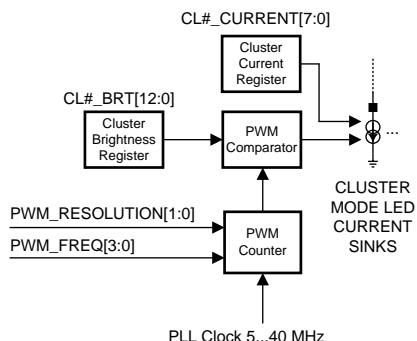 CL#_CURRENT[7:0]
Cluster
Current
Register
CL#_BRT[12:0]
Cluster
Brightness
Register
PWM
Comparator
...
CLUSTER
MODE LED
CURRENT
SINKS
PWM_RESOLUTION[1:0]
PWM_FREQ[3:0]
PWM
Counter
PLL Clock 5...40 MHz